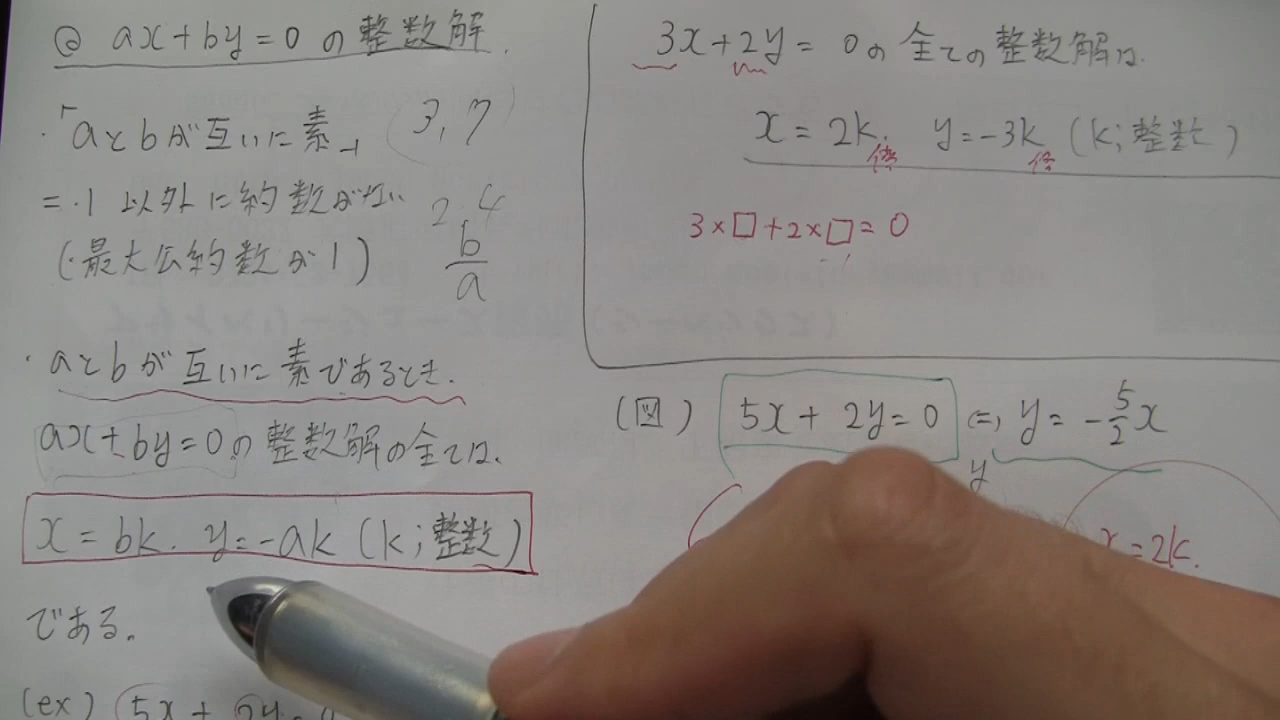 @ ax+by=0 の整数解.
・「aとbが互いに素」 3,7
=・1以外に約数がない 2.4
(・最大公約数が1) b/a
・aとbが互いに素であるとき.
ax+by=0の整数解の全ては、
x=bk. y=-ak (k;整数)
である。
(ex) 5x+2y
3x+2y=0の全ての整数解は.
x=2k. y=-3k (k;整数)
倍 倍
3×□+2×□=0
(図) 5x+2y=0 ⇔, y=-5/2x
y
x=2k.